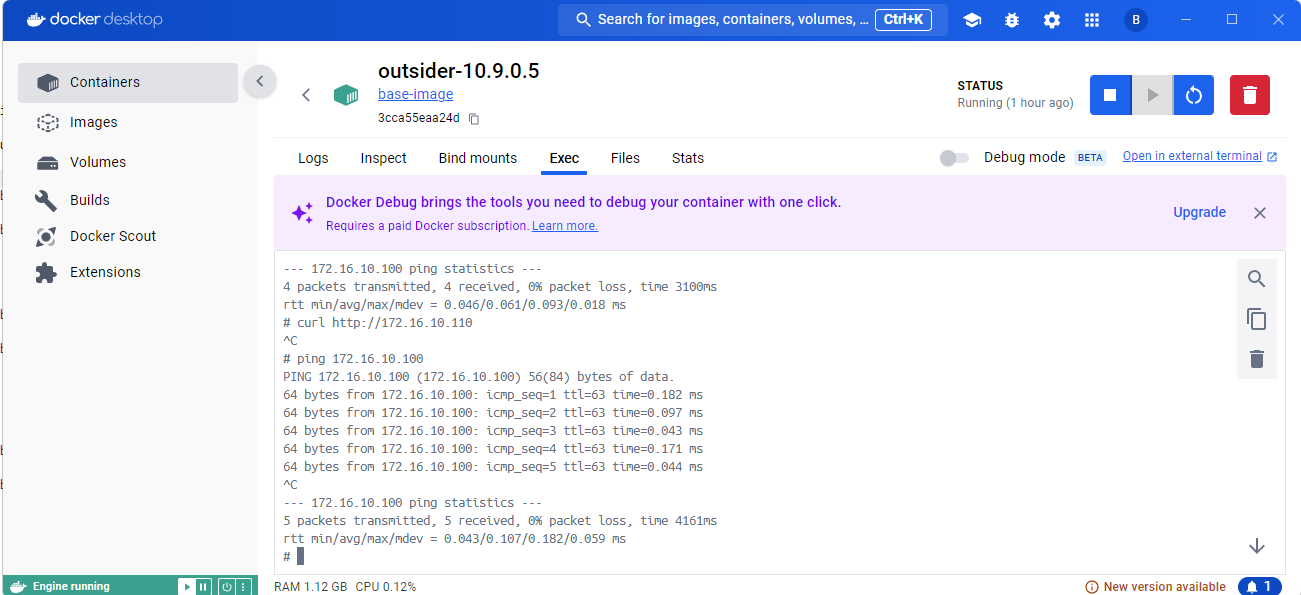 docker desktop
Search for images, containers, volumes, ... Ctrl+K
B
Containers
Images
Volumes
Builds
Docker Scout
Extensions
outsider-10.9.0.5
base-image
3cca55eaa24d
STATUS
Running (1 hour ago)
Logs Inspect Bind mounts Exec Files Stats
Debug mode BETA Open in external terminal
Docker Debug brings the tools you need to debug your container with one click.
Requires a paid Docker subscription. Learn more.
Upgrade
--- 172.16.10.100 ping statistics ---
4 packets transmitted, 4 received, 0% packet loss, time 3100ms
rtt min/avg/max/mdev = 0.046/0.061/0.093/0.018 ms
# curl http://172.16.10.110
^C
# ping 172.16.10.100
PING 172.16.10.100 (172.16.10.100) 56(84) bytes of data.
64 bytes from 172.16.10.100: icmp_seq=1 ttl=63 time=0.182 ms
64 bytes from 172.16.10.100: icmp_seq=2 ttl=63 time=0.097 ms
64 bytes from 172.16.10.100: icmp_seq=3 ttl=63 time=0.043 ms
64 bytes from 172.16.10.100: icmp_seq=4 ttl=63 time=0.171 ms
64 bytes from 172.16.10.100: icmp_seq=5 ttl=63 time=0.044 ms
^C
--- 172.16.10.100 ping statistics ---
5 packets transmitted, 5 received, 0% packet loss, time 4161ms
rtt min/avg/max/mdev = 0.043/0.107/0.182/0.059 ms
#
Engine running
RAM 1.12 GB CPU 0.12%
New version available
1